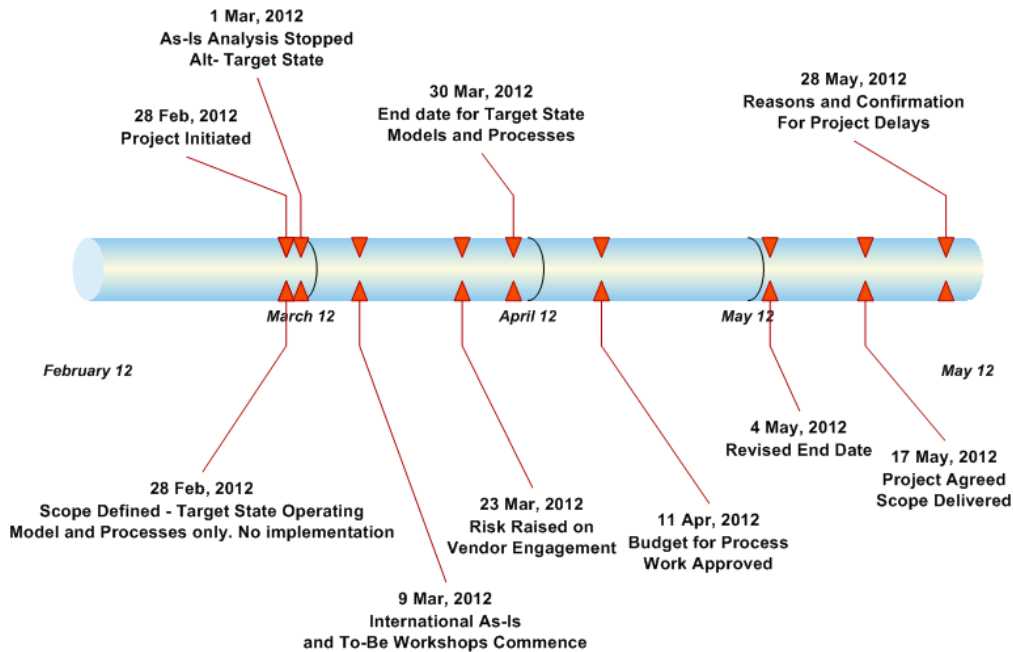 1 Mar, 2012
As-Is Analysis Stopped
Alt- Target State
28 Feb, 2012
Project Initiated
30 Mar, 2012
End date for Target State
Models and Processes
28 May, 2012
Reasons and Confirmation
For Project Delays
March 12
April 12
May 12
February 12
May 12
28 Feb, 2012
Scope Defined - Target State Operating
Model and Processes only. No implementation
9 Mar, 2012
International As-Is
and To-Be Workshops Commence
23 Mar, 2012
Risk Raised on
Vendor Engagement
11 Apr, 2012
Budget for Process
Work Approved
4 May, 2012
Revised End Date
17 May, 2012
Project Agreed
Scope Delivered